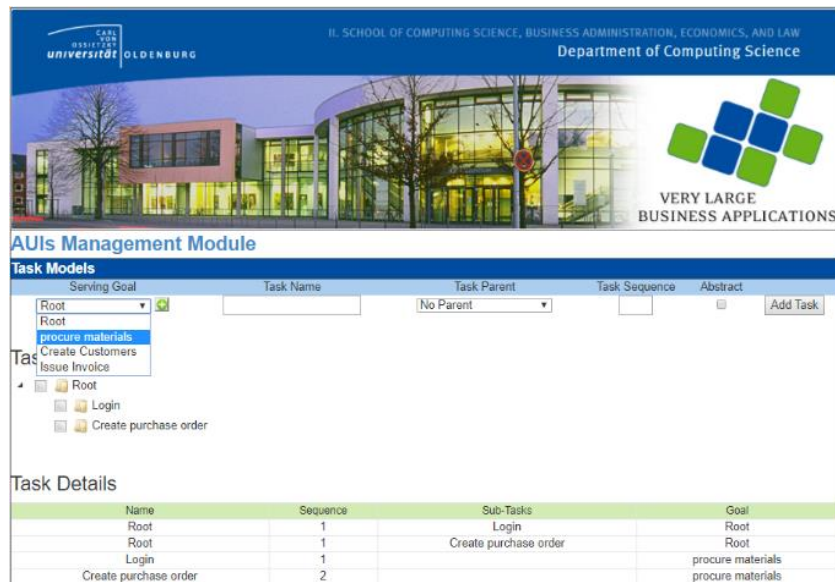 CARL
VON
OSSIETZKY
universität OLDENBURG
II. SCHOOL OF COMPUTING SCIENCE, BUSINESS ADMINISTRATION, ECONOMICS, AND LAW
Department of Computing Science
VERY LARGE
BUSINESS APPLICATIONS
AUIs Management Module
Task Models
Serving Goal Task Name Task Parent Task Sequence Abstract
Root No Parent Add Task
Root
procure materials
Create Customers
Issue Invoice
Root
Login
Create purchase order
Task Details
Name Sequence Sub-Tasks Goal
Root 1 Login Root
Root 1 Create purchase order Root
Login 1 procure materials
Create purchase order 2 procure materials